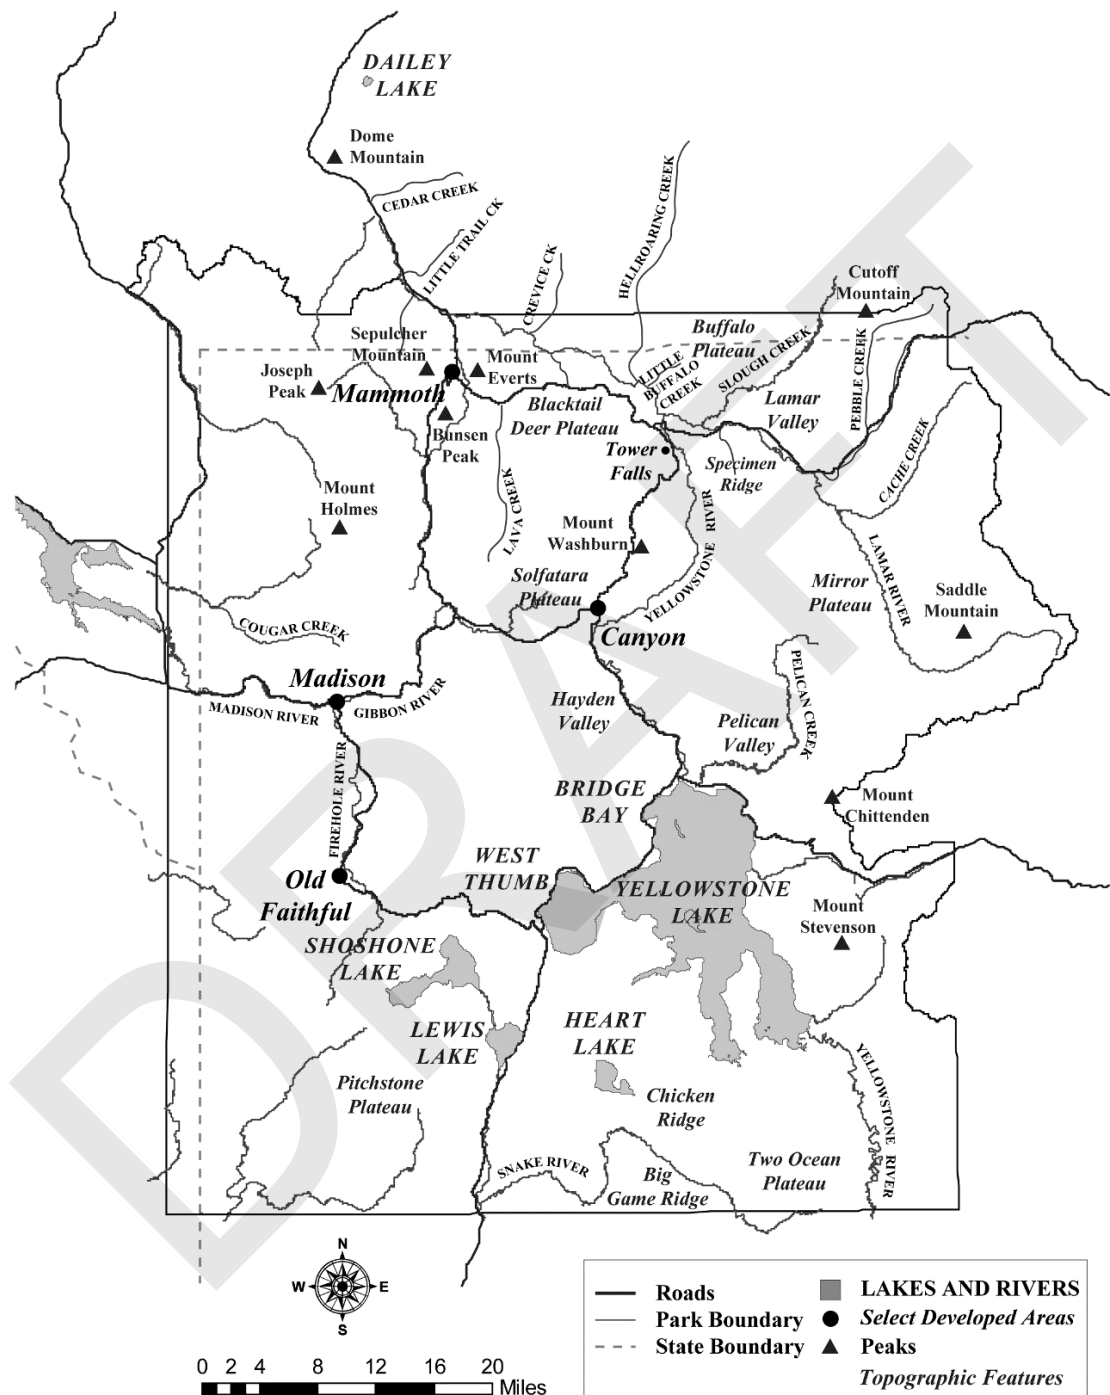 DAILEY
LAKE
Dome
Mountain
CEDAR CREEK
LITTLE TRAIL CK
HELLROARING CREEK
CREVICE CK
Cutoff
Mountain
Buffalo
Plateau
Sepulcher
Mountain
Mount
Everts
Joseph
Peak
Mammoth
LITTLE
BUFFALO
CREEK
SLOUGH CREEK
PEBBLE CREEK
Lamar
Valley
Blacktail
Deer Plateau
Bunsen
Peak
Tower
Falls
Specimen
Ridge
CACHE CREEK
Mount
Holmes
LAVA CREEK
Mount
Washburn
YELLOWSTONE RIVER
LAMAR RIVER
Solfatara
Plateau
Mirror
Plateau
Saddle
Mountain
COUGAR CREEK
Canyon
Madison
MADISON RIVER
GIBBON RIVER
Hayden
Valley
PELICAN CREEK
Pelican
Valley
FIREHOLE RIVER
BRIDGE
BAY
Mount
Chittenden
WEST
THUMB
Old
Faithful
YELLOWSTONE
LAKE
Mount
Stevenson
SHOSHONE
LAKE
LEWIS
LAKE
HEART
LAKE
YELLOWSTONE RIVER
Pitchstone
Plateau
Chicken
Ridge
SNAKE RIVER
Big
Game Ridge
Two Ocean
Plateau
DRAFT
N
W E
S
Roads
Park Boundary
State Boundary
LAKES AND RIVERS
Select Developed Areas
Peaks
Topographic Features
0 2 4 8 12 16 20
Miles